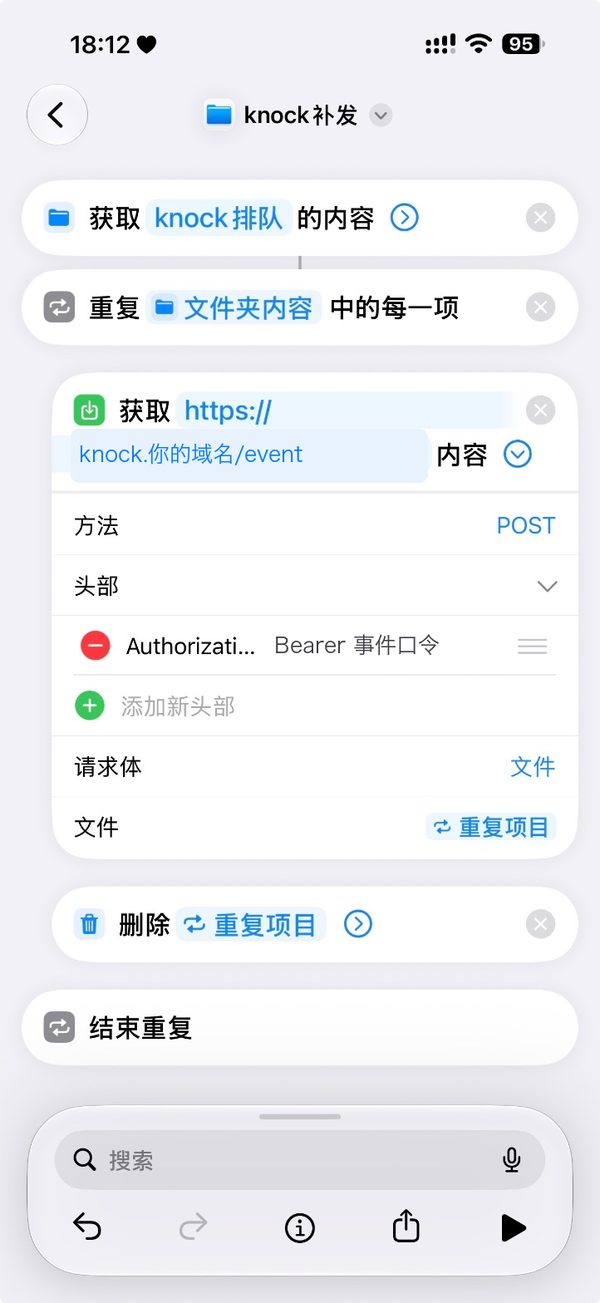 18:12
95
knock补发
获取 knock排队 的内容
重复 文件夹内容 中的每一项
获取 https://
knock.你的域名/event 内容
方法 POST
头部
Authorizati... Bearer 事件口令
添加新头部
请求体 文件
文件 重复项目
删除 重复项目
结束重复
搜索